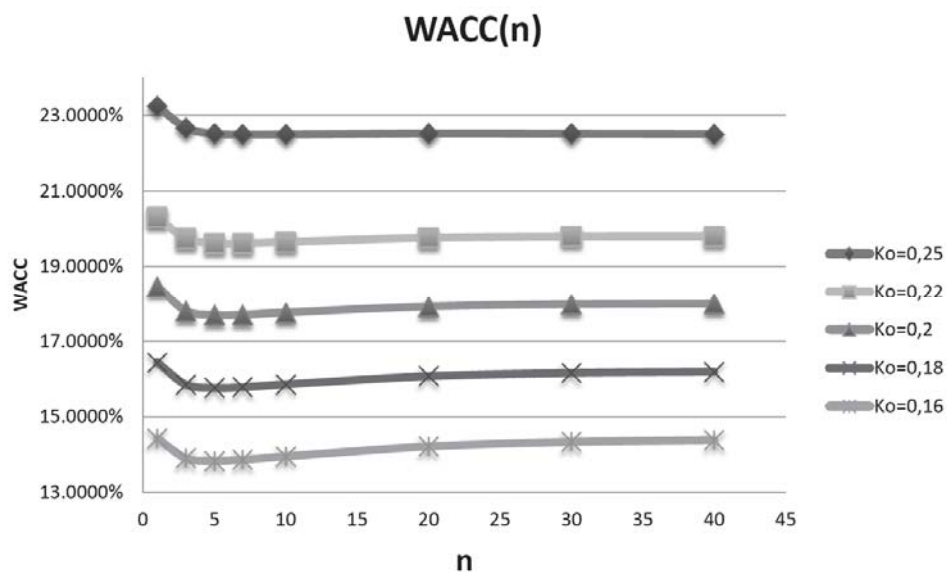 WACC(n)
23.0000%
21.0000%
19.0000%
17.0000%
15.0000%
13.0000%
WACC
0 5 10 15 20 25 30 35 40 45
n
Ko=0,25
Ko=0,22
Ko=0,2
Ko=0,18
Ko=0,16